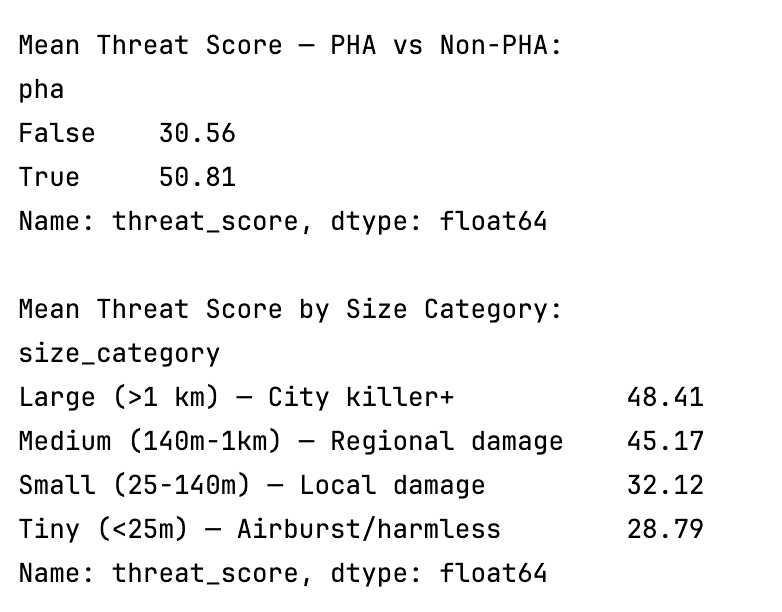 Mean Threat Score — PHA vs Non-PHA:
pha
False    30.56
True     50.81
Name: threat_score, dtype: float64

Mean Threat Score by Size Category:
size_category
Large (>1 km) — City killer+           48.41
Medium (140m-1km) — Regional damage    45.17
Small (25-140m) — Local damage         32.12
Tiny (<25m) — Airburst/harmless        28.79
Name: threat_score, dtype: float64